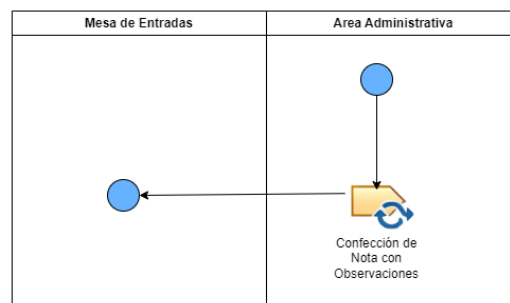 Mesa de Entradas
Area Administrativa
Confección de
Nota con
Observaciones